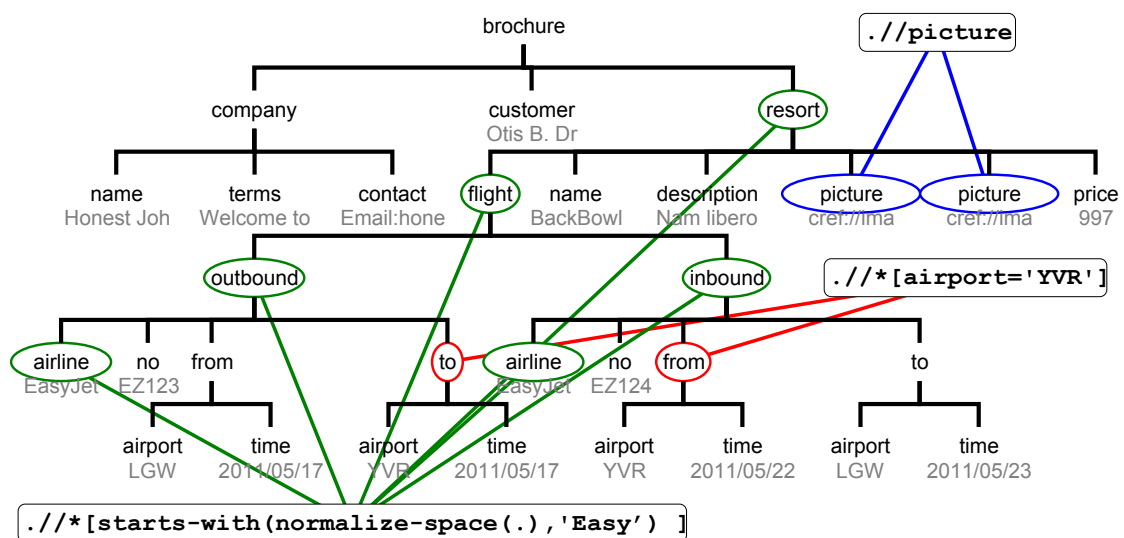 brochure
.//picture
company customer resort
Otis B. Dr
name terms contact flight name description picture picture price
Honest Joh Welcome to Email:hone BackBowl Nam libero cref://ima cref://ima 997
outbound inbound .//*[airport='YVR']
airline no from to airline no from to
EasyJet EZ123 EasyJet EZ124
airport time airport time airport time airport time
LGW 2011/05/17 YVR 2011/05/17 YVR 2011/05/22 LGW 2011/05/23
.//*[starts-with(normalize-space(.),'Easy’) ]